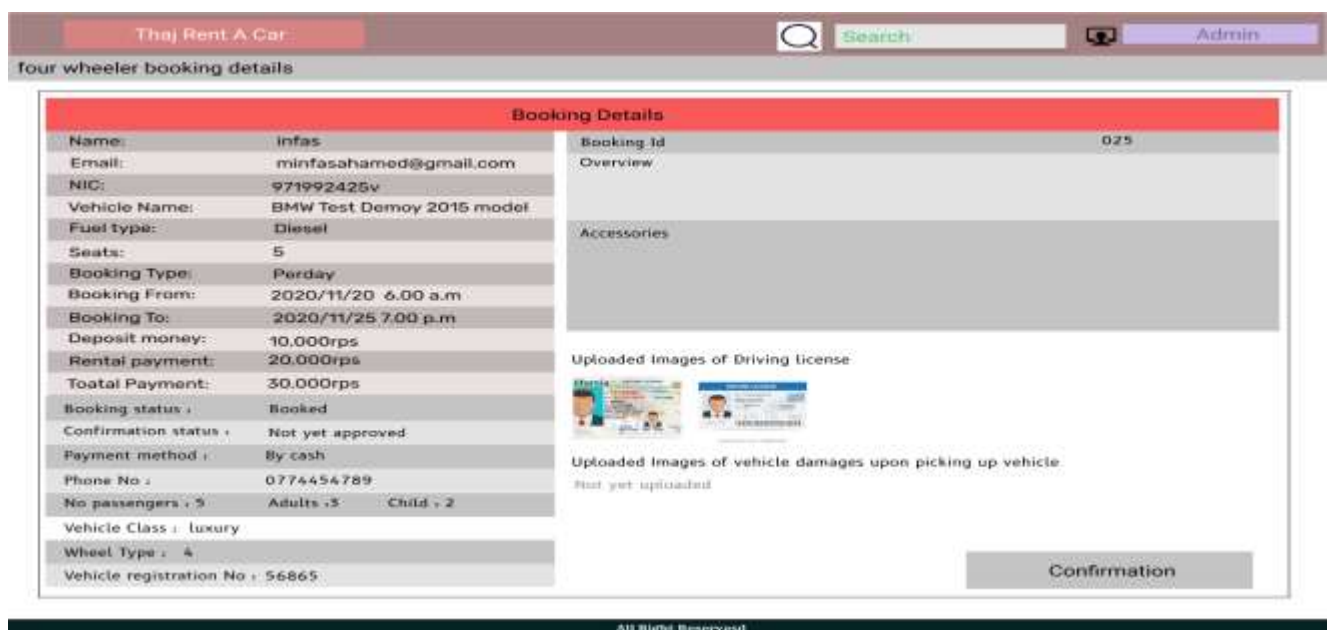 Thaj Rent A Car
Search
Admin
four wheeler booking details
Booking Details
Name: infas
Email: minfasahamed@gmail.com
NIC: 971992425v
Vehicle Name: BMW Test Demoy 2015 model
Fuel type: Diesel
Seats: 5
Booking Type: Perday
Booking From: 2020/11/20 6.00 a.m
Booking To: 2020/11/25 7.00 p.m
Deposit money: 10.000rps
Rental payment: 20.000rps
Toatal Payment: 30.000rps
Booking status : Booked
Confirmation status : Not yet approved
Payment method : By cash
Phone No : 0774454789
No passengers : 5 Adults :3 Child : 2
Vehicle Class : luxury
Wheel Type : 4
Vehicle registration No : 56865
Booking Id 025
Overview
Accessories
Uploaded Images of Driving license
Uploaded Images of vehicle damages upon picking up vehicle
Not yet uploaded
Confirmation
All Right Reserved